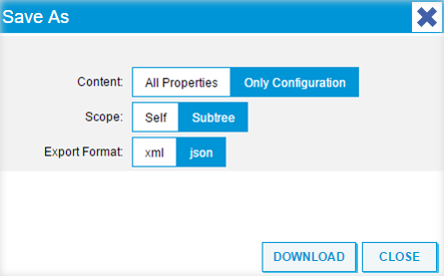 Save As
Content: All Properties Only Configuration
Scope: Self Subtree
Export Format: xml json
DOWNLOAD CLOSE